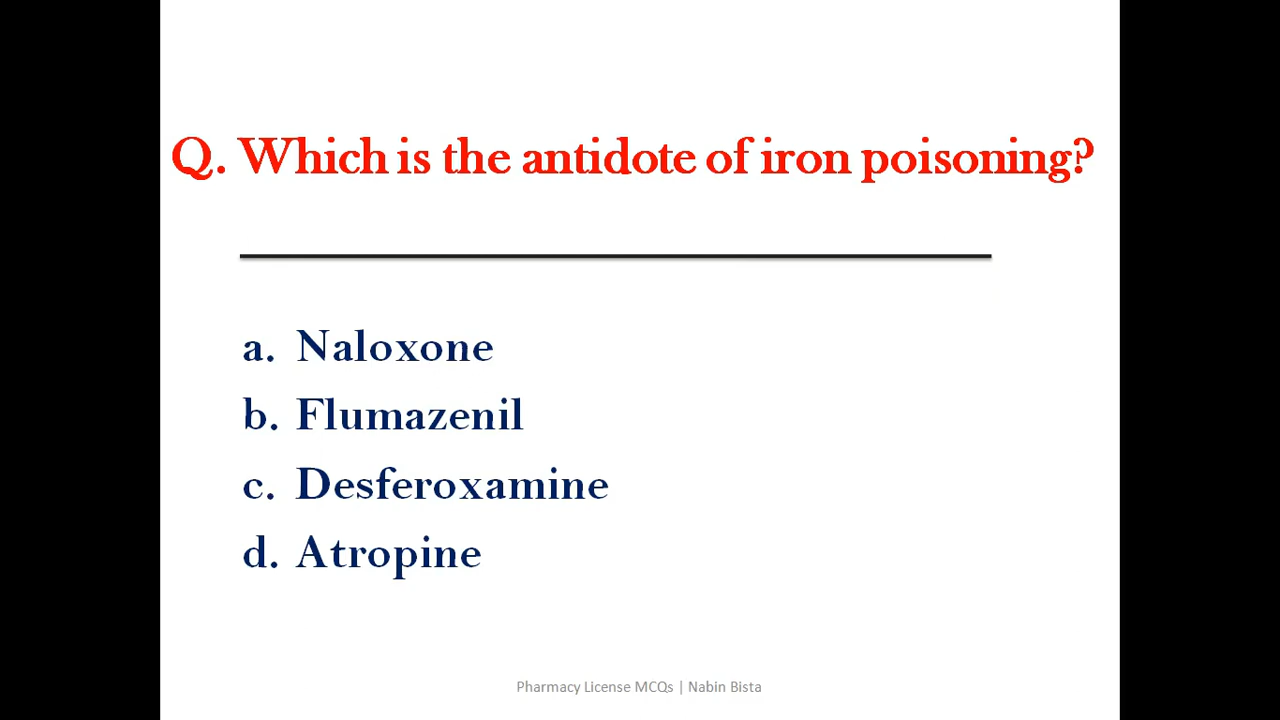 Q. Which is the antidote of iron poisoning?
a. Naloxone
b. Flumazenil
c. Desferoxamine
d. Atropine
Pharmacy License MCQs | Nabin Bista